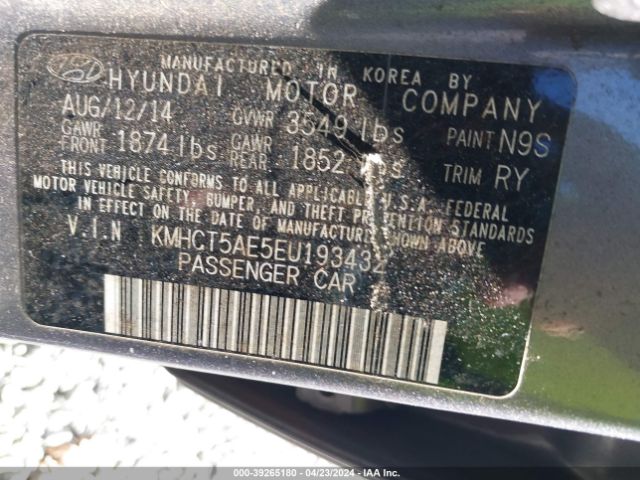 MANUFACTURED IN KOREA BY
HYUNDAI MOTOR COMPANY
AUG/12/14 GVWR 3549 lbs PAINT N9S
GAWR FRONT 1874 lbs GAWR REAR 1852 lbs TRIM RY
THIS VEHICLE CONFORMS TO ALL APPLICABLE U.S.A. FEDERAL
MOTOR VEHICLE SAFETY, BUMPER, AND THEFT PREVENTION STANDARDS
IN EFFECT ON THE DATE OF MANUFACTURE SHOWN ABOVE.
V.I.N KMHCT5AE5EU193432
PASSENGER CAR
000-39265180 - 04/23/2024 - IAA Inc.